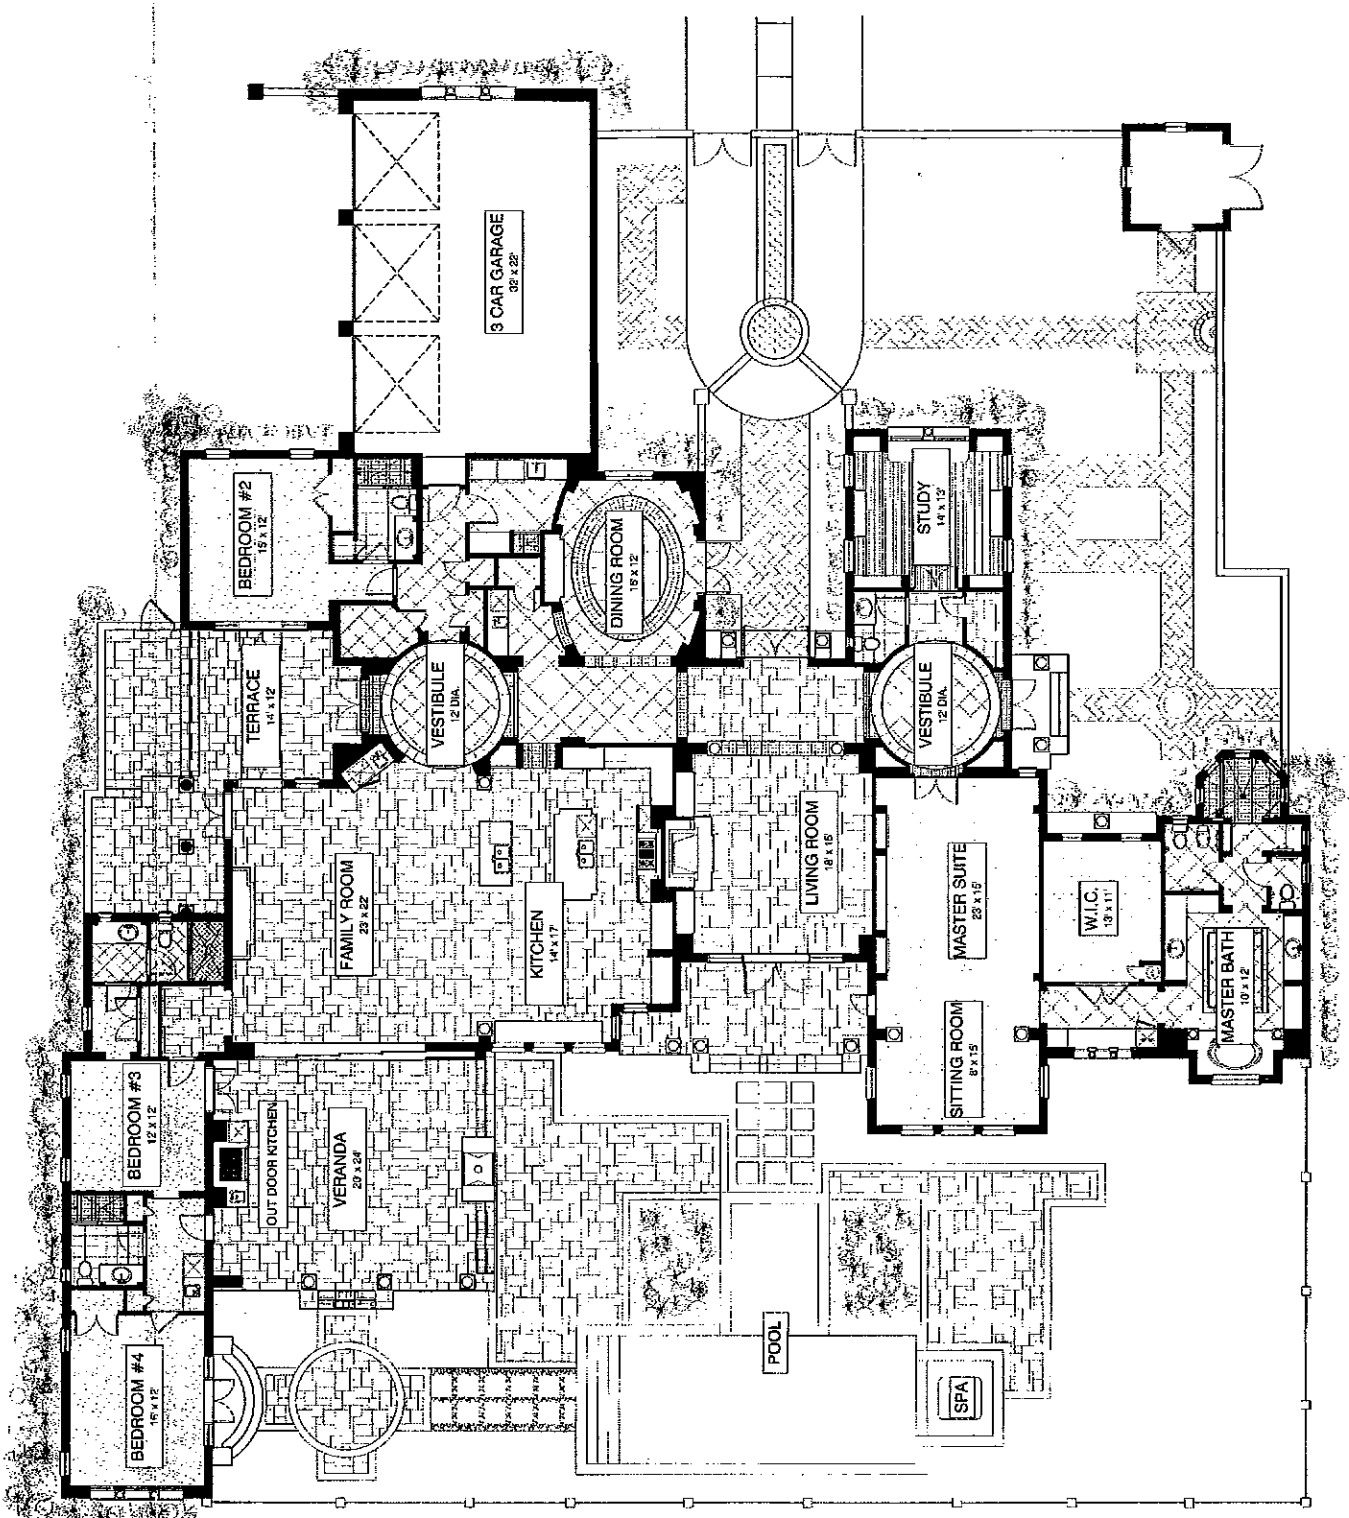 3 CAR GARAGE
32' x 22'
BEDROOM #2
15' x 12'
DINING ROOM
15' x 12'
STUDY
14' x 13'
TERRACE
14' x 12'
VESTIBULE
12' DIA.
VESTIBULE
12' DIA.
FAMILY ROOM
23' x 22'
KITCHEN
14' x 17'
LIVING ROOM
18' x 15'
MASTER SUITE
23' x 15'
W.I.C.
13' x 11'
MASTER BATH
10' x 12'
SITTING ROOM
8' x 15'
BEDROOM #3
12' x 12'
OUT DOOR KITCHEN
VERANDA
20' x 24'
BEDROOM #4
15' x 12'
POOL
SPA